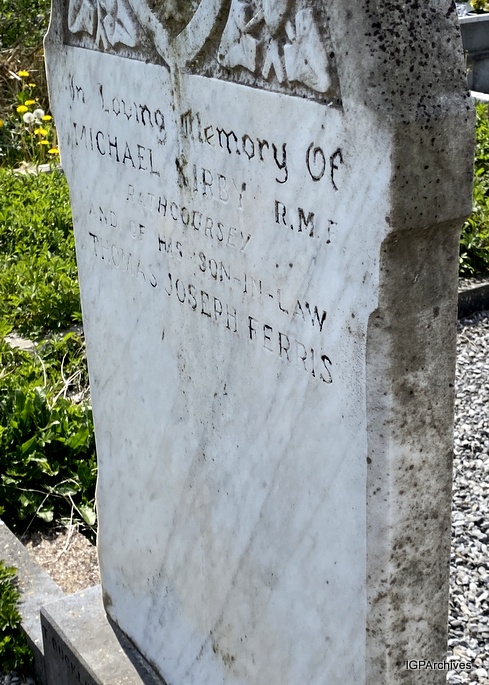 In Loving Memory Of
MICHAEL KIRBY R.M.F
RATHCOURSEY
AND OF HIS SON-IN-LAW
THOMAS JOSEPH FERRIS
IGPArchives